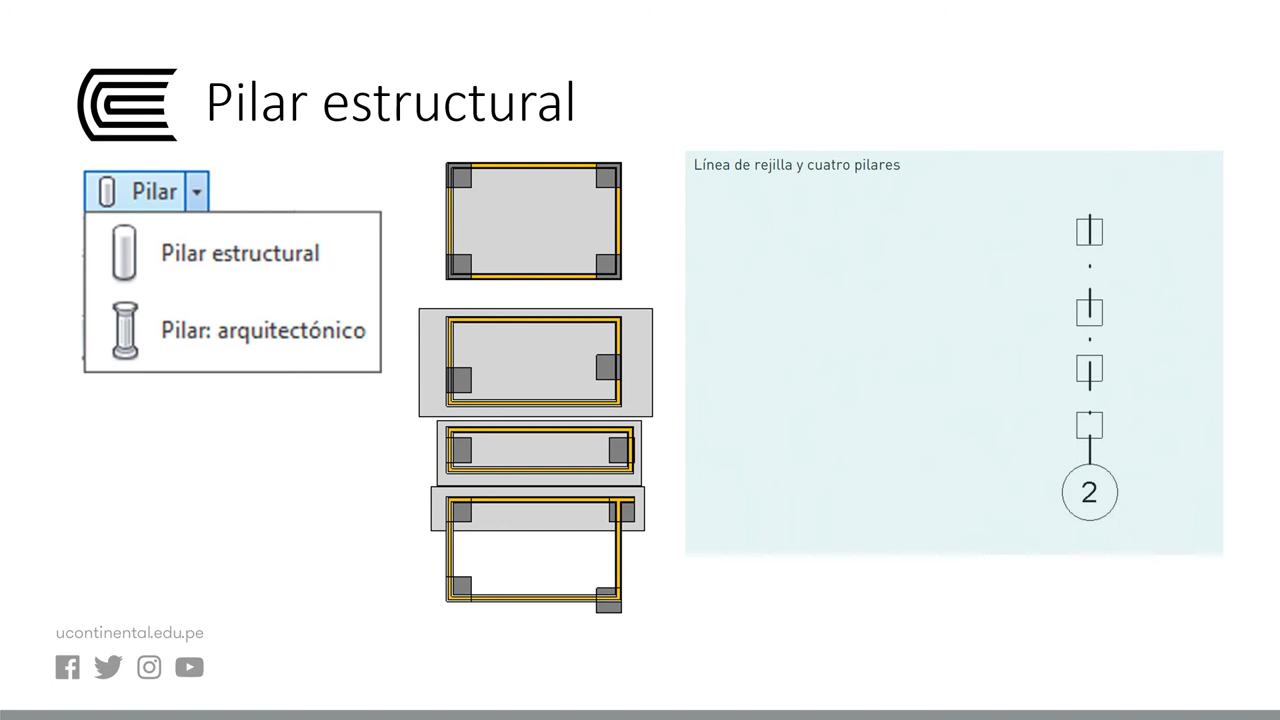 Pilar estructural
Pilar
Pilar estructural
Pilar: arquitectónico
Línea de rejilla y cuatro pilares
2
ucontinental.edu.pe